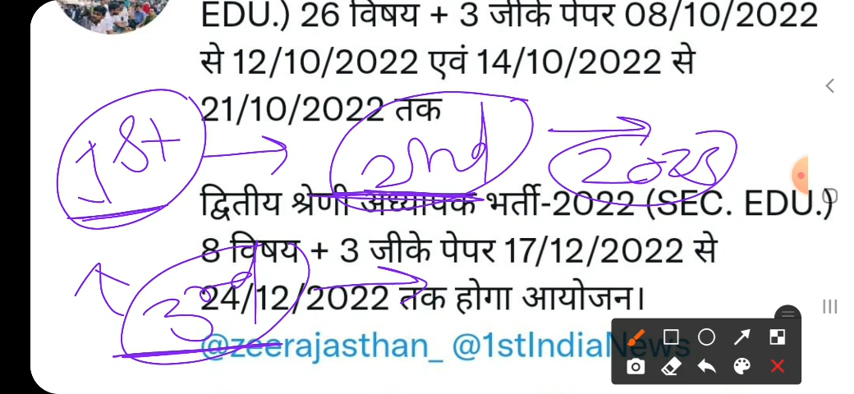 EDU.) 26 विषय + 3 जीके पेपर 08/10/2022
से 12/10/2022 एवं 14/10/2022 से
21/10/2022 तक
1st → 2nd → 2023
द्वितीय श्रेणी अध्यापक भर्ती-2022 (SEC. EDU.)
8 विषय + 3 जीके पेपर 17/12/2022 से
3rd
24/12/2022 तक होगा आयोजन।
@zeerajasthan_ @1stIndiaNews